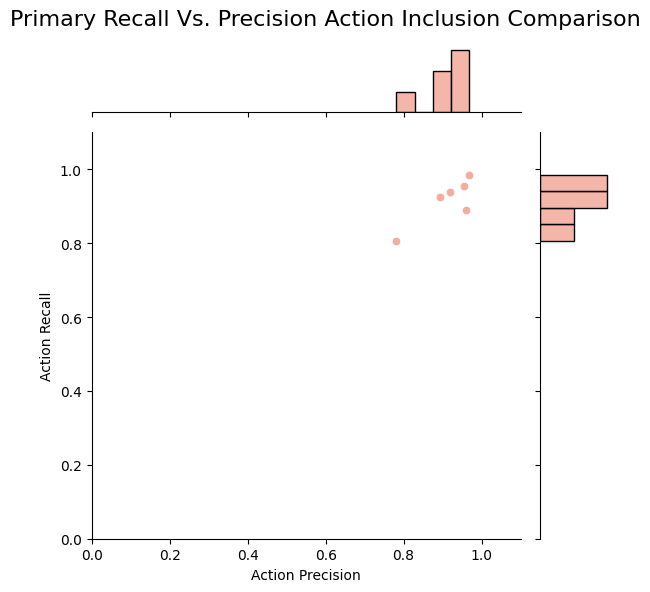 Primary Recall Vs. Precision Action Inclusion Comparison
1.0
0.8
0.6
0.4
0.2
0.0
Action Recall
0.0 0.2 0.4 0.6 0.8 1.0
Action Precision